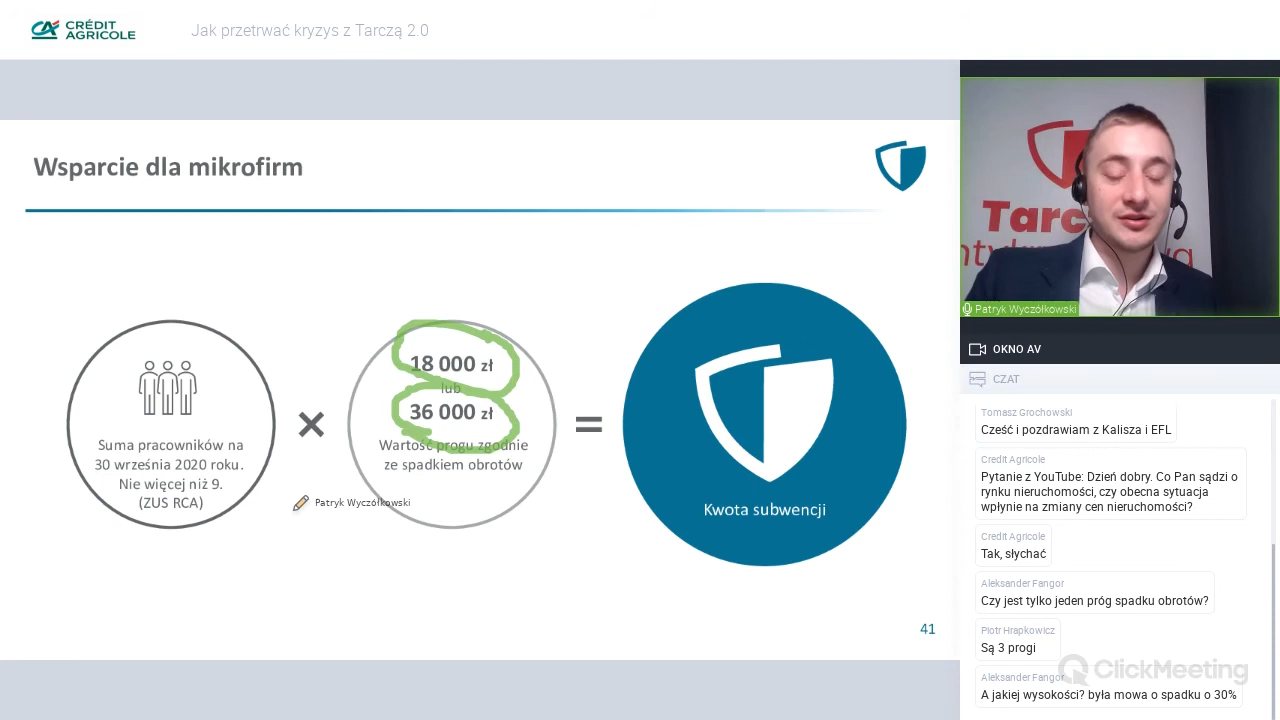 CRÉDIT
AGRICOLE
Jak przetrwać kryzys z Tarczą 2.0
Wsparcie dla mikrofirm
Suma pracowników na
30 września 2020 roku.
Nie więcej niż 9.
(ZUS RCA)
×
18 000 zł
lub
36 000 zł
Wartość progu zgodnie
ze spadkiem obrotów
Patryk Wyczółkowski
=
Kwota subwencji
41
Tarc
Patryk Wyczółkowski
OKNO AV
CZAT
Tomasz Grochowski
Cześć i pozdrawiam z Kalisza i EFL
Credit Agricole
Pytanie z YouTube: Dzień dobry. Co Pan sądzi o
rynku nieruchomości, czy obecna sytuacja
wpłynie na zmiany cen nieruchomości?
Credit Agricole
Tak, słychać
Aleksander Fangor
Czy jest tylko jeden próg spadku obrotów?
Piotr Hrapkowicz
Są 3 progi
Aleksander Fangor
A jakiej wysokości? była mowa o spadku o 30%
ClickMeeting